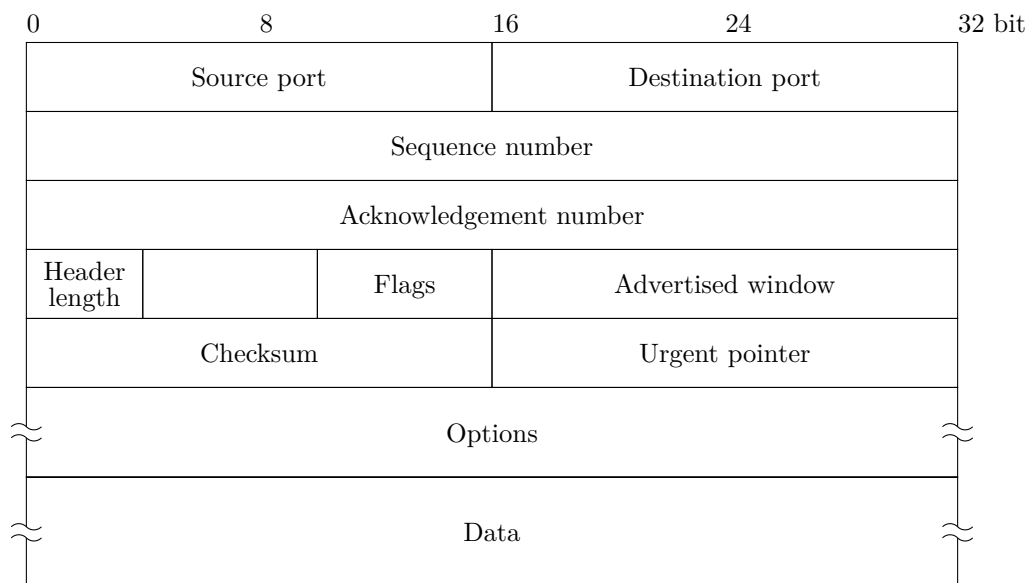 0 8 16 24 32 bit
Source port Destination port
Sequence number
Acknowledgement number
Header
length
Flags
Advertised window
Checksum Urgent pointer
Options
Data